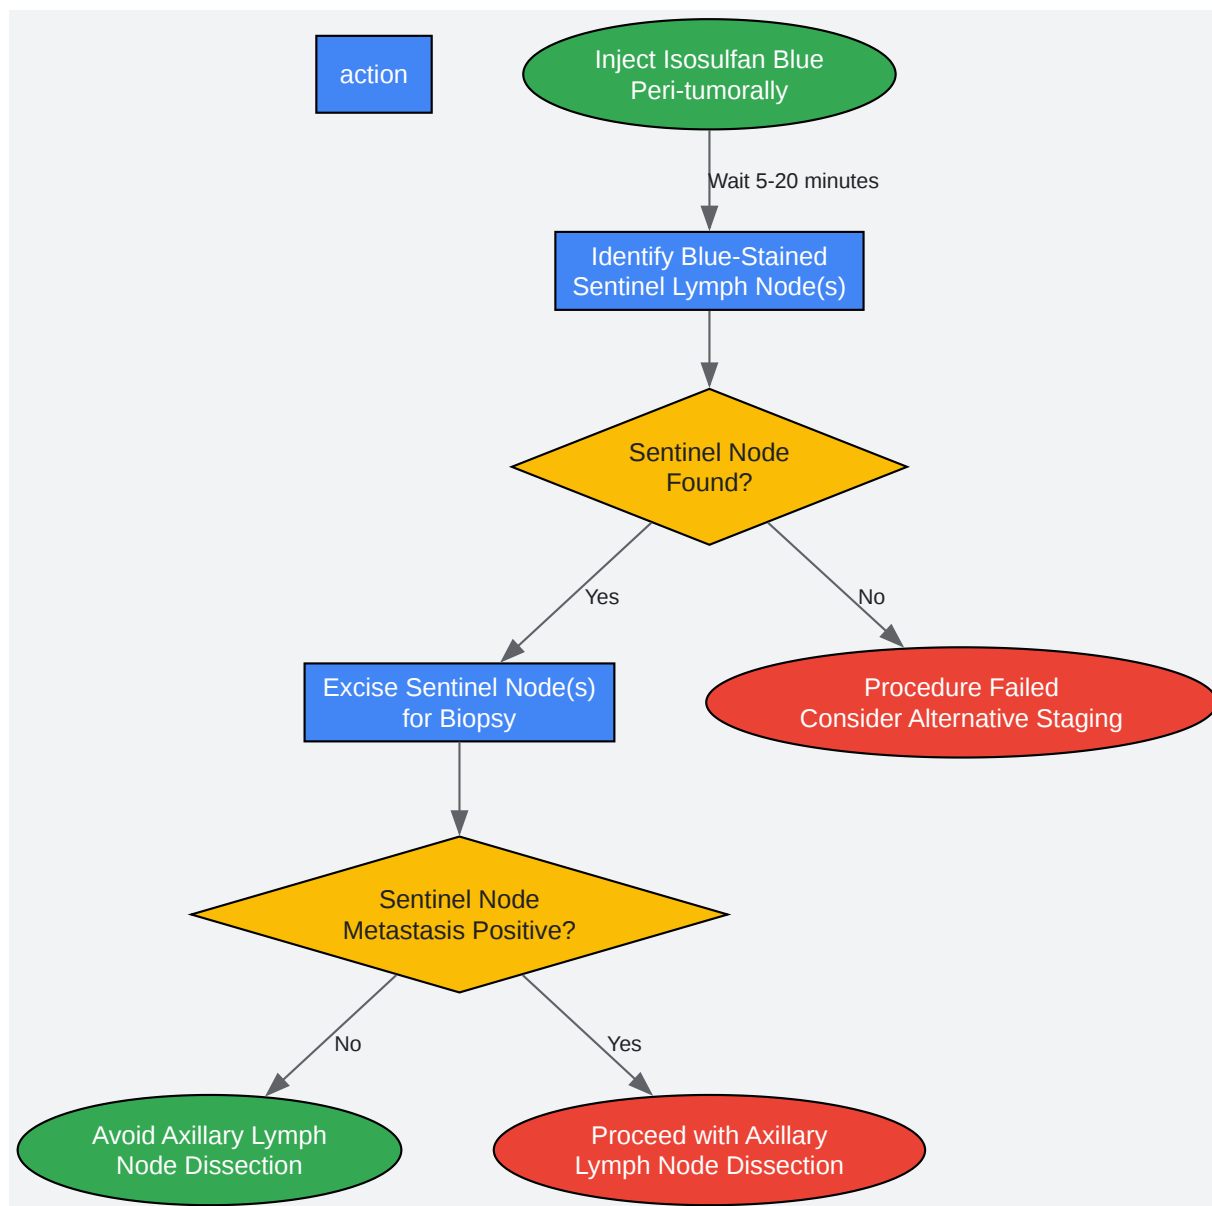 action
Inject Isosulfan Blue
Peri-tumorally
Wait 5-20 minutes
Identify Blue-Stained
Sentinel Lymph Node(s)
Sentinel Node
Found?
Yes
No
Excise Sentinel Node(s)
for Biopsy
Procedure Failed
Consider Alternative Staging
Sentinel Node
Metastasis Positive?
No
Yes
Avoid Axillary Lymph
Node Dissection
Proceed with Axillary
Lymph Node Dissection